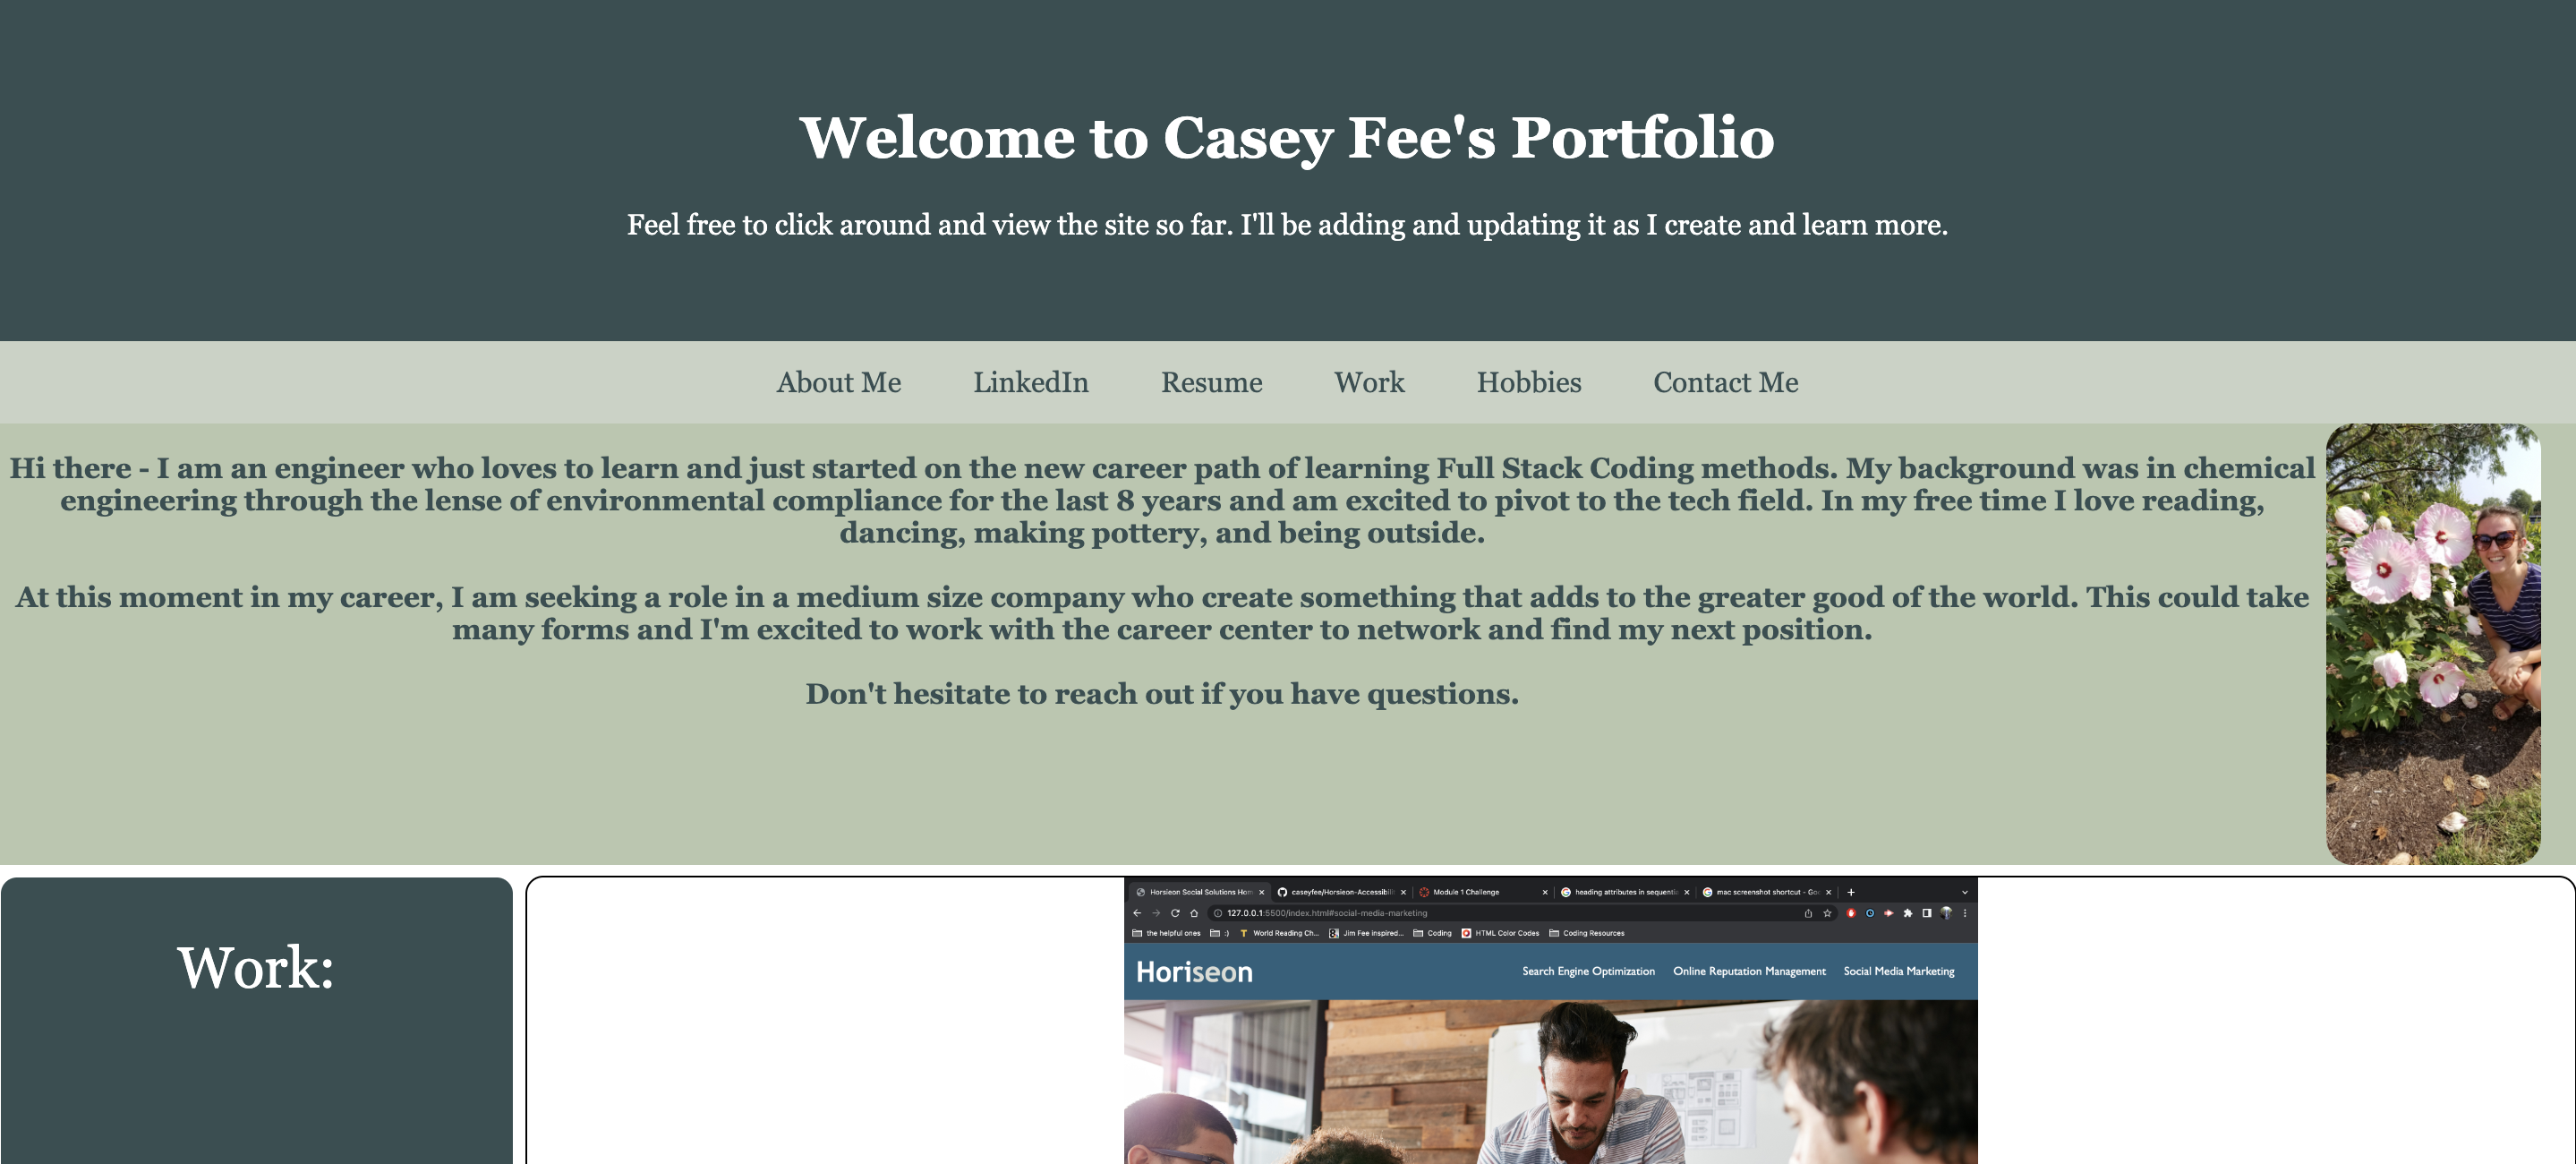 Welcome to Casey Fee's Portfolio
Feel free to click around and view the site so far. I'll be adding and updating it as I create and learn more.
About Me LinkedIn Resume Work Hobbies Contact Me
Hi there - I am an engineer who loves to learn and just started on the new career path of learning Full Stack Coding methods. My background was in chemical
engineering through the lense of environmental compliance for the last 8 years and am excited to pivot to the tech field. In my free time I love reading,
dancing, making pottery, and being outside.
At this moment in my career, I am seeking a role in a medium size company who create something that adds to the greater good of the world. This could take
many forms and I'm excited to work with the career center to network and find my next position.
Don't hesitate to reach out if you have questions.
Work:
Horsieon Social Solutions Hom caseyfee/Horsieon-Accessibili Module 1 Challenge heading attributes in sequenti mac screenshot shortcut - Goo
127.0.0.1:5500/index.html#social-media-marketing
the helpful ones :) World Reading Ch... Jim Fee inspired... Coding HTML Color Codes Coding Resources
Horiseon Search Engine Optimization Online Reputation Management Social Media Marketing